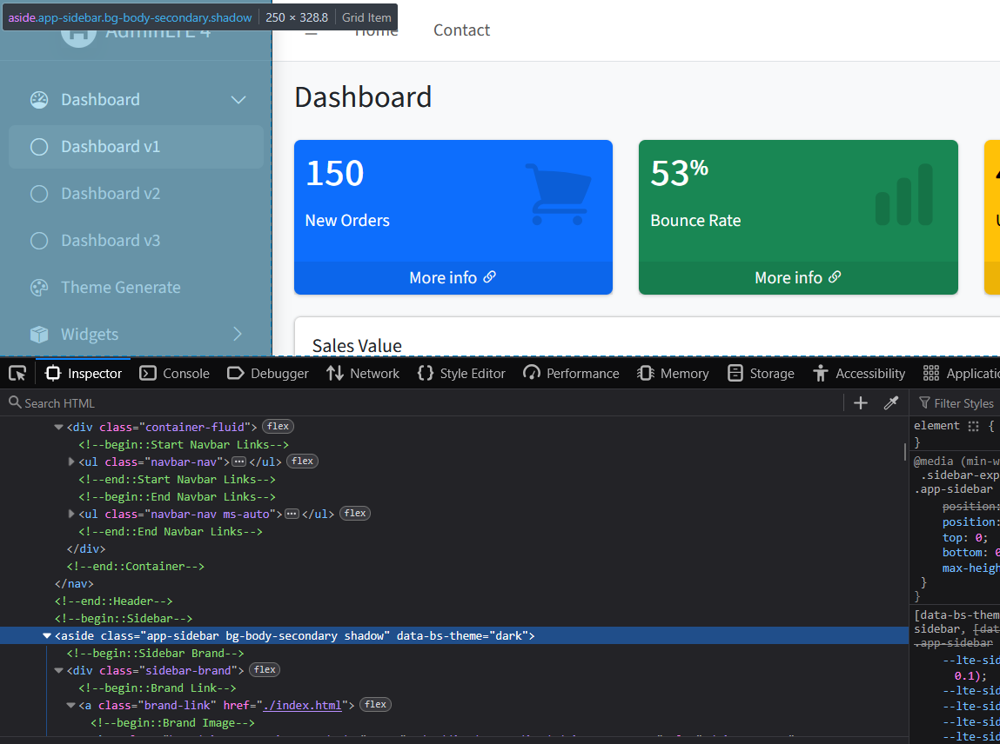 aside.app-sidebar.bg-body-secondary.shadow 250 × 328.8 Grid Item
Home Contact
Dashboard
Dashboard
Dashboard v1
Dashboard v2
Dashboard v3
Theme Generate
Widgets
150
New Orders
More info
53%
Bounce Rate
More info
Sales Value
Inspector Console Debugger Network Style Editor Performance Memory Storage Accessibility
Search HTML
<div class="container-fluid"> flex
<!--begin::Start Navbar Links-->
<ul class="navbar-nav"> ··· </ul> flex
<!--end::Start Navbar Links-->
<!--begin::End Navbar Links-->
<ul class="navbar-nav ms-auto"> ··· </ul> flex
<!--end::End Navbar Links-->
</div>
<!--end::Container-->
</nav>
<!--end::Header-->
<!--begin::Sidebar-->
<aside class="app-sidebar bg-body-secondary shadow" data-bs-theme="dark">
<!--begin::Sidebar Brand-->
<div class="sidebar-brand"> flex
<!--begin::Brand Link-->
<a class="brand-link" href="./index.html"> flex
<!--begin::Brand Image-->
Filter Styles
element {
}
@media (min-w
.sidebar-exp
.app-sidebar
position:
position:
top: 0;
bottom: 0
max-heigh
}
}
[data-bs-them
sidebar, [dat
.app-sidebar
--lte-sid
0.1);
--lte-sid
--lte-sid
--lte-sid
--lte-sid